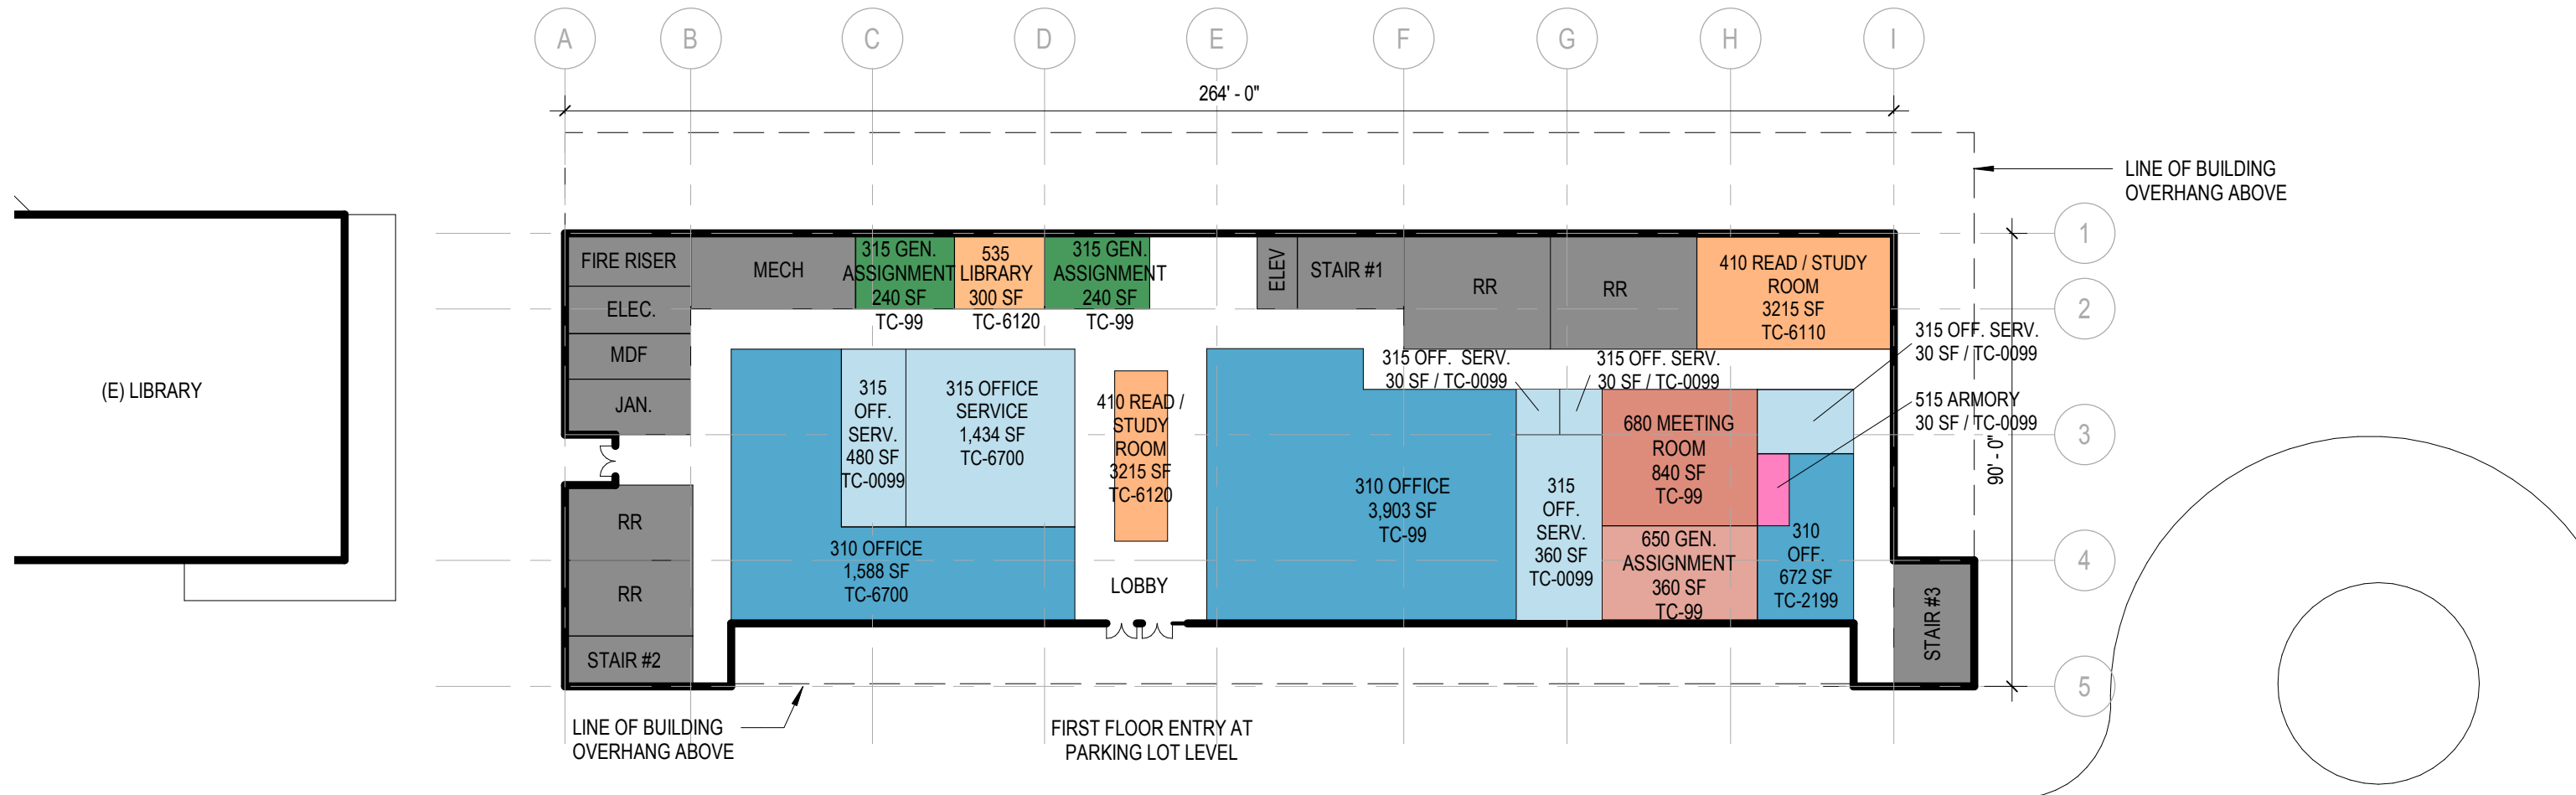 A
B
C
D
E
F
G
H
I
264' - 0"
LINE OF BUILDING
OVERHANG ABOVE
1
2
3
4
5
90' - 0"
(E) LIBRARY
FIRE RISER
ELEC.
MDF
JAN.
MECH
315 GEN.
ASSIGNMENT
240 SF
TC-99
535
LIBRARY
300 SF
TC-6120
315 GEN.
ASSIGNMENT
240 SF
TC-99
ELEV
STAIR #1
RR
RR
410 READ / STUDY
ROOM
3215 SF
TC-6110
315 OFF. SERV.
30 SF / TC-0099
315 OFF. SERV.
30 SF / TC-0099
315 OFF. SERV.
30 SF / TC-0099
515 ARMORY
30 SF / TC-0099
315
OFF.
SERV.
480 SF
TC-0099
315 OFFICE
SERVICE
1,434 SF
TC-6700
410 READ /
STUDY
ROOM
3215 SF
TC-6120
680 MEETING
ROOM
840 SF
TC-99
310 OFFICE
3,903 SF
TC-99
315
OFF.
SERV.
360 SF
TC-0099
RR
RR
STAIR #2
310 OFFICE
1,588 SF
TC-6700
LOBBY
650 GEN.
ASSIGNMENT
360 SF
TC-99
310
OFF.
672 SF
TC-2199
STAIR #3
LINE OF BUILDING
OVERHANG ABOVE
FIRST FLOOR ENTRY AT
PARKING LOT LEVEL